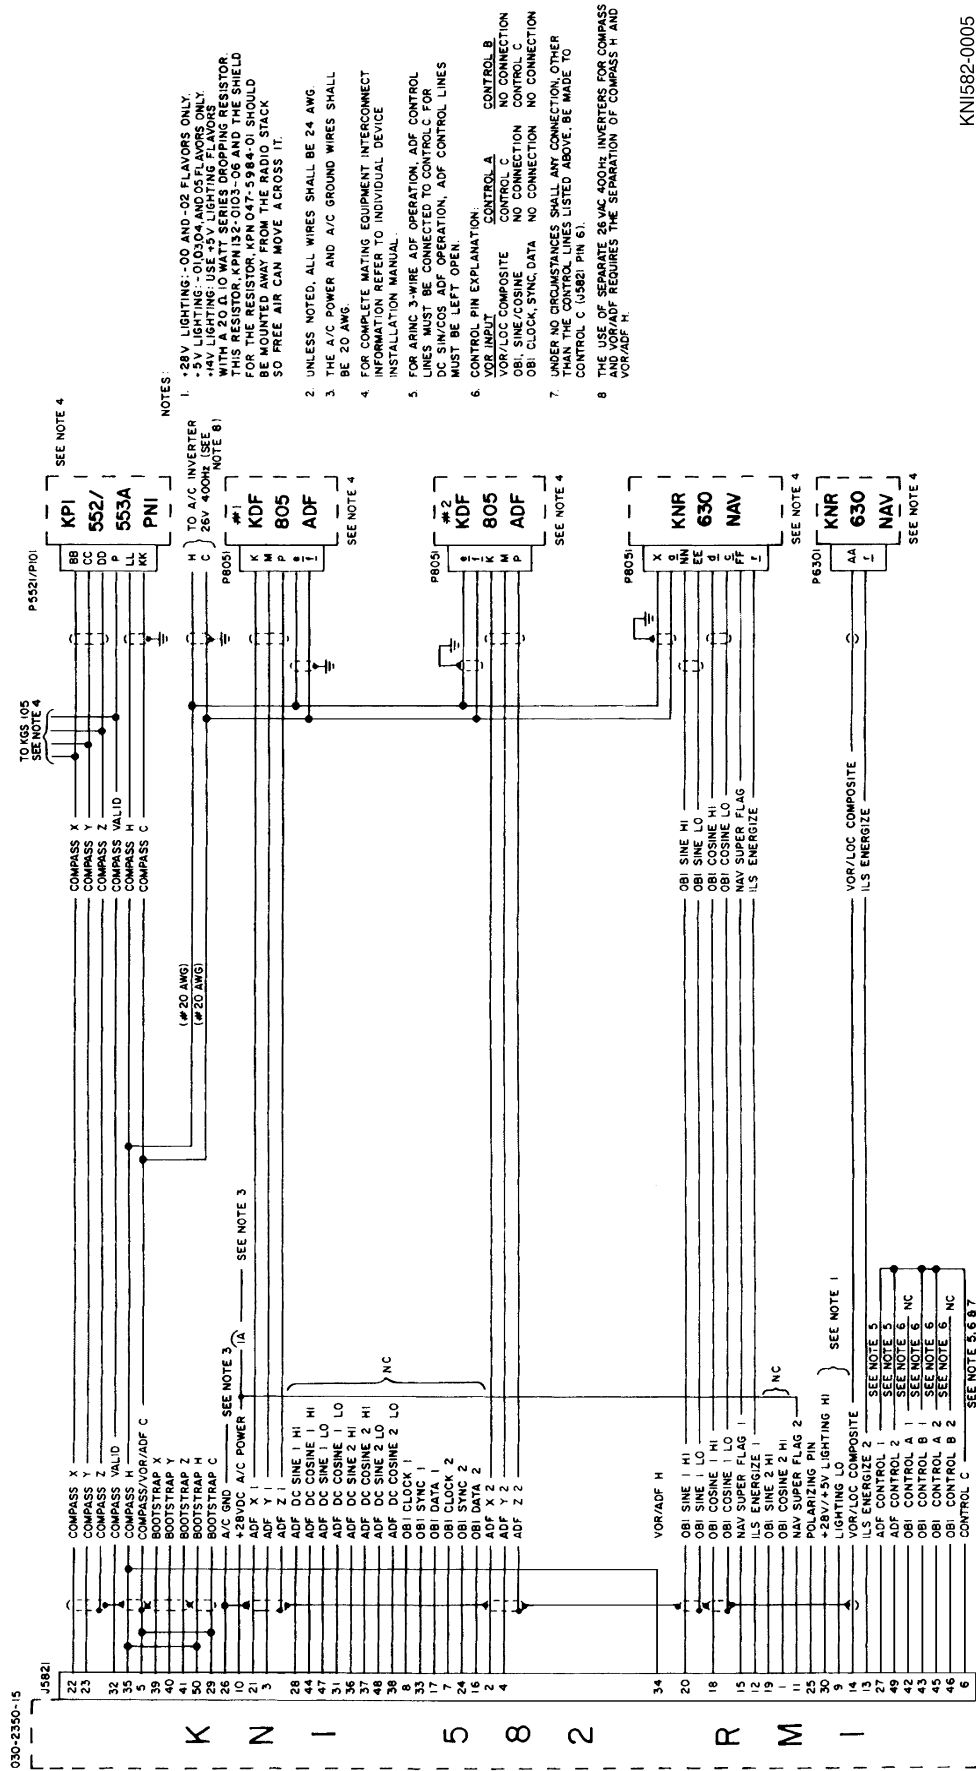 030-2350-15
KNI 582 RMI
J5821
22 COMPASS X
23 COMPASS Y
COMPASS Z
32 COMPASS VALID
35 COMPASS H
5 COMPASS/VOR/ADF C
39 BOOTSTRAP X
40 BOOTSTRAP Y
41 BOOTSTRAP Z
50 BOOTSTRAP H
29 BOOTSTRAP C
26 A/C GND SEE NOTE 3
10 +28VDC A/C POWER 1A SEE NOTE 3
21 ADF X 1
ADF Y 1
3 ADF Z 1
28 ADF DC SINE 1 HI
44 ADF DC COSINE 1 HI
47 ADF DC SINE 1 LO
31 ADF DC COSINE 1 LO
36 ADF DC SINE 2 HI
37 ADF DC COSINE 2 HI
48 ADF DC SINE 2 LO
38 ADF DC COSINE 2 LO
8 OBI CLOCK 1
33 OBI SYNC 1
17 OBI DATA 1
7 OBI CLOCK 2
24 OBI SYNC 2
16 OBI DATA 2
NC
2 ADF X 2
ADF Y 2
4 ADF Z 2
34 VOR/ADF H
20 OBI SINE 1 HI
OBI SINE 1 LO
18 OBI COSINE 1 HI
OBI COSINE 1 LO
15 NAV SUPER FLAG 1
12 ILS ENERGIZE 1
19 OBI SINE 2 HI
1 OBI COSINE 2 HI
NC
11 NAV SUPER FLAG 2
25 POLARIZING PIN
30 +28V/+5V LIGHTING HI
9 LIGHTING LO
SEE NOTE 1
14 VOR/LOC COMPOSITE
13 ILS ENERGIZE 2
27 ADF CONTROL 1 SEE NOTE 5
49 ADF CONTROL 2 SEE NOTE 5
42 OBI CONTROL A 1 SEE NOTE 6 NC
43 OBI CONTROL B 1 SEE NOTE 6
45 OBI CONTROL A 2 SEE NOTE 6
46 OBI CONTROL B 2 SEE NOTE 6 NC
6 CONTROL C SEE NOTE 5,6 & 7
(#20 AWG)
(#20 AWG)
COMPASS X
COMPASS Y
COMPASS Z
COMPASS VALID
COMPASS H
COMPASS C
TO KGS 105
SEE NOTE 4
OBI SINE HI
OBI SINE LO
OBI COSINE HI
OBI COSINE LO
NAV SUPER FLAG
ILS ENERGIZE
VOR/LOC COMPOSITE
ILS ENERGIZE
P5521/P101
BB
CC
DD
P
LL
KK
KPI
552/
553A
PNI
SEE NOTE 4
H
C
TO A/C INVERTER
26V 400Hz (SEE
NOTE 8)
P8051
K
M
P
e
f
#1
KDF
805
ADF
SEE NOTE 4
P8051
e
f
K
M
P
#2
KDF
805
ADF
SEE NOTE 4
P8051
X
a
NN
EE
d
c
FF
r
KNR
630
NAV
SEE NOTE 4
P6301
AA
r
KNR
630
NAV
SEE NOTE 4
NOTES:
1. +28V LIGHTING:-00 AND -02 FLAVORS ONLY.
+5V LIGHTING:-01,03,04,AND 05 FLAVORS ONLY.
+14V LIGHTING: USE +5V LIGHTING FLAVORS
WITH A 20 Ω 10 WATT SERIES DROPPING RESISTOR.
THIS RESISTOR,KPN 132-0103-06 AND THE SHIELD
FOR THE RESISTOR,KPN 047-5984-01 SHOULD
BE MOUNTED AWAY FROM THE RADIO STACK
SO FREE AIR CAN MOVE ACROSS IT.
2. UNLESS NOTED, ALL WIRES SHALL BE 24 AWG.
3. THE A/C POWER AND A/C GROUND WIRES SHALL
BE 20 AWG.
4. FOR COMPLETE MATING EQUIPMENT INTERCONNECT
INFORMATION REFER TO INDIVIDUAL DEVICE
INSTALLATION MANUAL.
5. FOR ARINC 3-WIRE ADF OPERATION, ADF CONTROL
LINES MUST BE CONNECTED TO CONTROL C FOR
DC SIN/COS ADF OPERATION, ADF CONTROL LINES
MUST BE LEFT OPEN.
6. CONTROL PIN EXPLANATION:
VOR INPUT CONTROL A CONTROL B
VOR/LOC COMPOSITE CONTROL C NO CONNECTION
OBI, SINE/COSINE NO CONNECTION CONTROL C
OBI CLOCK, SYNC, DATA NO CONNECTION NO CONNECTION
7. UNDER NO CIRCUMSTANCES SHALL ANY CONNECTION, OTHER
THAN THE CONTROL LINES LISTED ABOVE, BE MADE TO
CONTROL C (J5821 PIN 6).
8 THE USE OF SEPARATE 26 VAC 400Hz INVERTERS FOR COMPASS
AND VOR/ADF REQUIRES THE SEPARATION OF COMPASS H AND
VOR/ADF H.
KNI582-0005